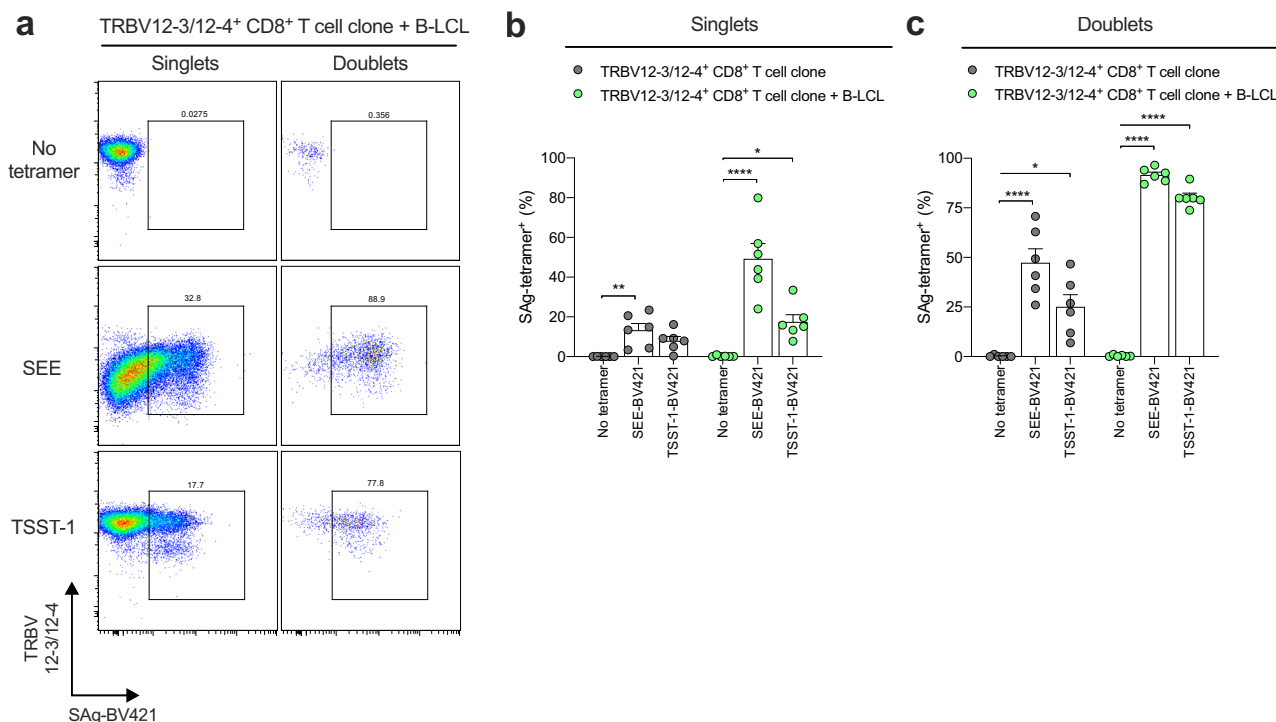 a
TRBV12-3/12-4+ CD8+ T cell clone + B-LCL
Singlets
Doublets
No
tetramer
0.0275
0.356
SEE
32.8
88.9
TSST-1
17.7
77.8
TRBV
12-3/12-4
SAg-BV421
b
Singlets
TRBV12-3/12-4+ CD8+ T cell clone
TRBV12-3/12-4+ CD8+ T cell clone + B-LCL
SAg-tetramer+ (%)
100
80
60
40
20
0
**
****
*
No tetramer
SEE-BV421
TSST-1-BV421
No tetramer
SEE-BV421
TSST-1-BV421
c
Doublets
TRBV12-3/12-4+ CD8+ T cell clone
TRBV12-3/12-4+ CD8+ T cell clone + B-LCL
SAg-tetramer+ (%)
100
75
50
25
0
****
*
****
****
No tetramer
SEE-BV421
TSST-1-BV421
No tetramer
SEE-BV421
TSST-1-BV421